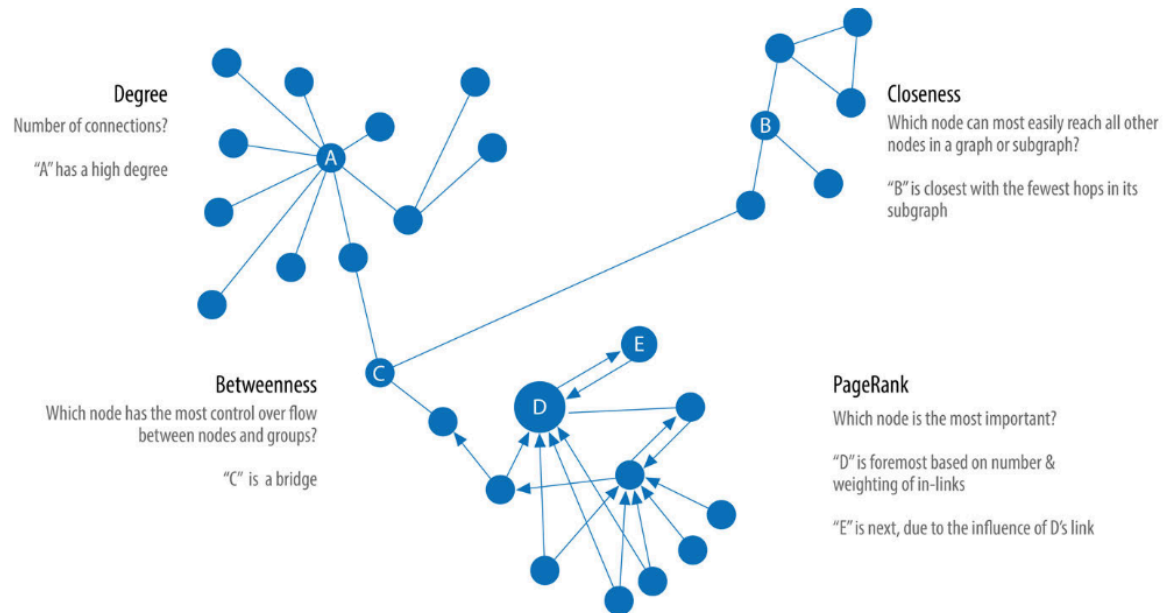 Degree
Number of connections?
“A” has a high degree
A
B
Closeness
Which node can most easily reach all other
nodes in a graph or subgraph?
“B” is closest with the fewest hops in its
subgraph
Betweenness
Which node has the most control over flow
between nodes and groups?
“C” is a bridge
C
D
E
PageRank
Which node is the most important?
“D” is foremost based on number &
weighting of in-links
“E” is next, due to the influence of D’s link